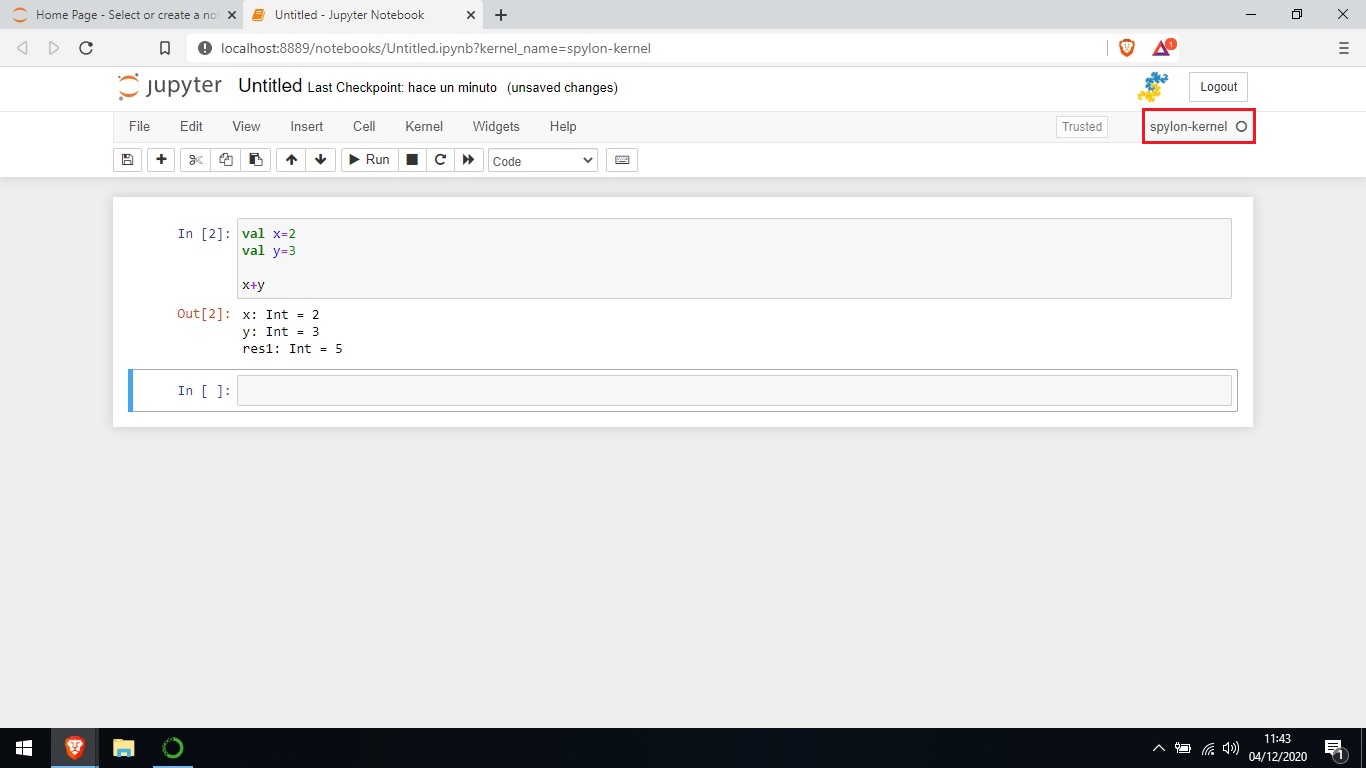 Home Page - Select or create a no
Untitled - Jupyter Notebook
localhost:8889/notebooks/Untitled.ipynb?kernel_name=spylon-kernel
1
jupyter Untitled Last Checkpoint: hace un minuto (unsaved changes)
Logout
File Edit View Insert Cell Kernel Widgets Help
Trusted
spylon-kernel
Run
Code
In [2]: val x=2
val y=3
x+y
Out[2]: x: Int = 2
y: Int = 3
res1: Int = 5
In [ ]:
11:43
04/12/2020
1